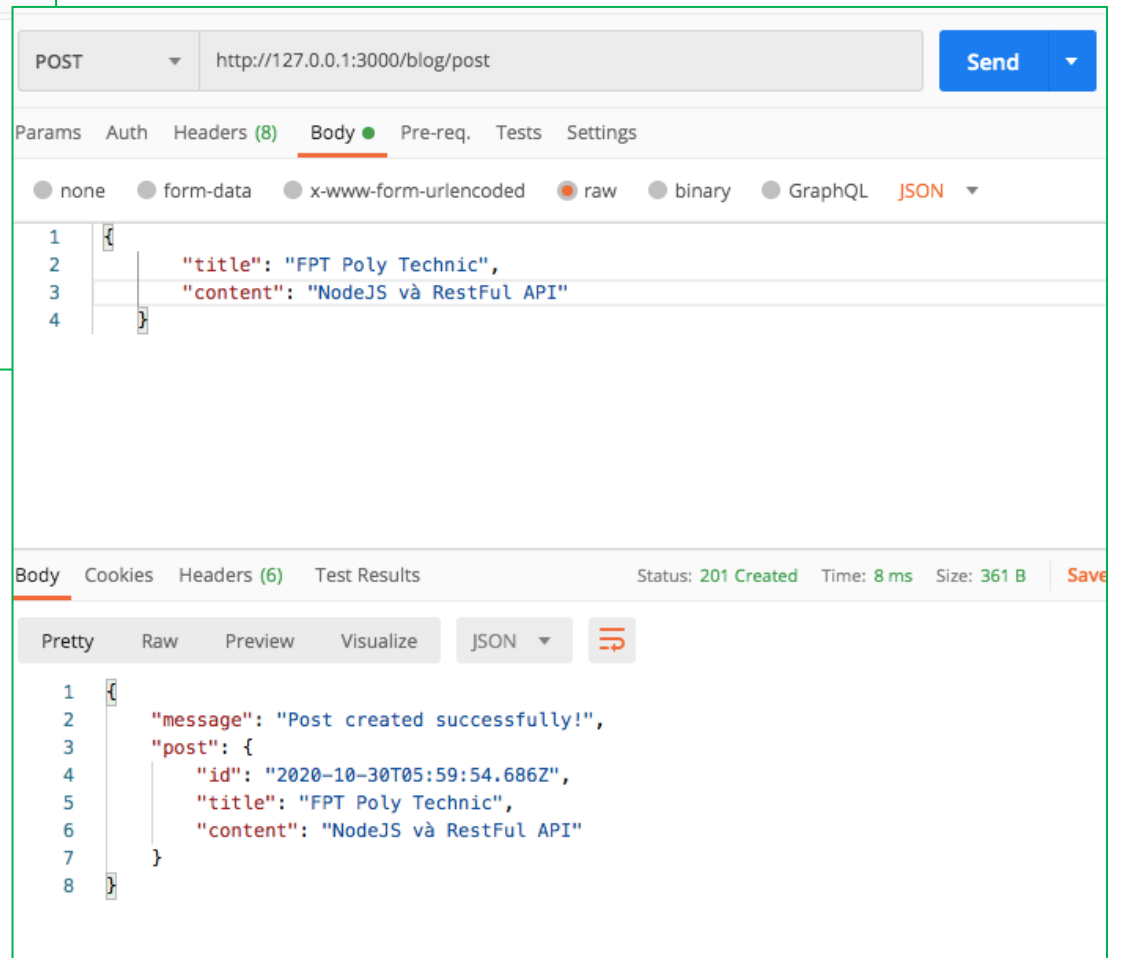 POST http://127.0.0.1:3000/blog/post Send
Params Auth Headers (8) Body Pre-req. Tests Settings
none form-data x-www-form-urlencoded raw binary GraphQL JSON
1 {
2 "title": "FPT Poly Technic",
3 "content": "NodeJS và RestFul API"
4 }
Body Cookies Headers (6) Test Results Status: 201 Created Time: 8 ms Size: 361 B Save
Pretty Raw Preview Visualize JSON
1 {
2 "message": "Post created successfully!",
3 "post": {
4 "id": "2020-10-30T05:59:54.686Z",
5 "title": "FPT Poly Technic",
6 "content": "NodeJS và RestFul API"
7 }
8 }